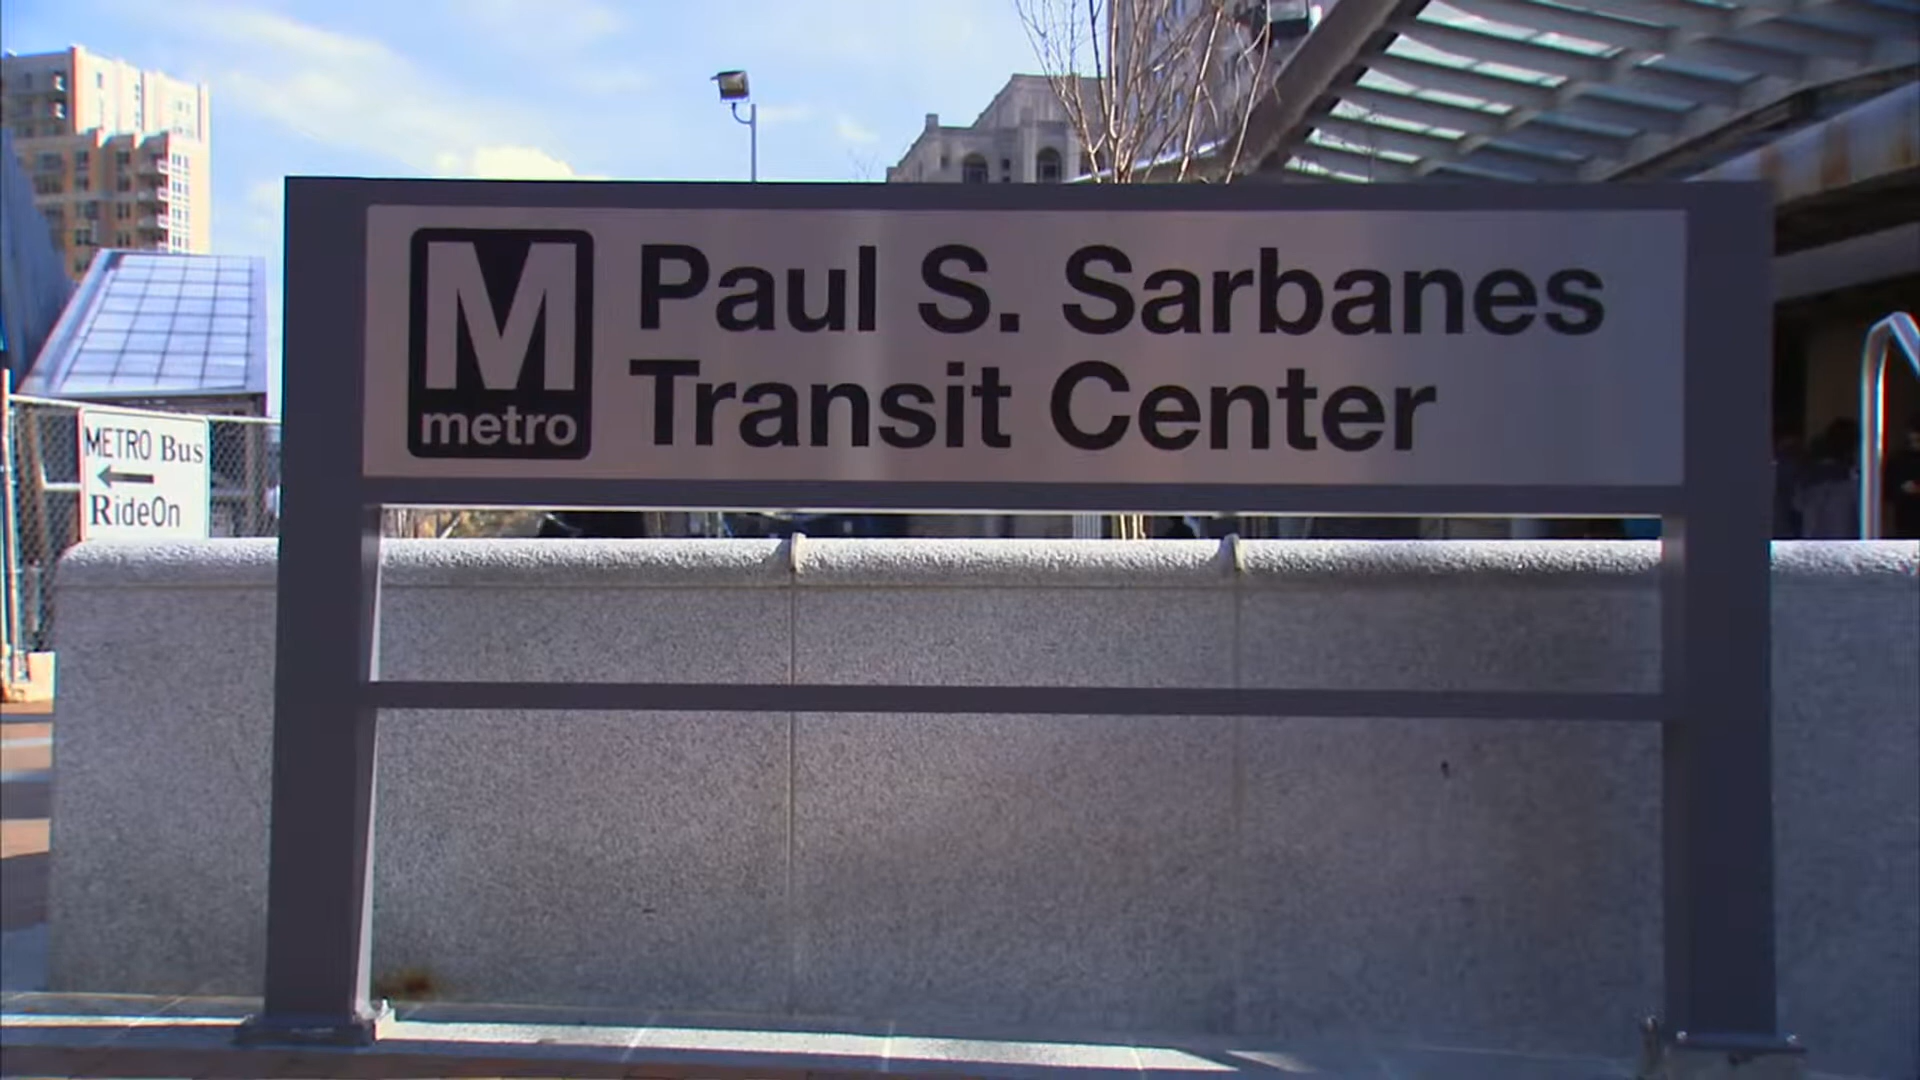 M
metro
Paul S. Sarbanes
Transit Center
METRO Bus
←
RideOn